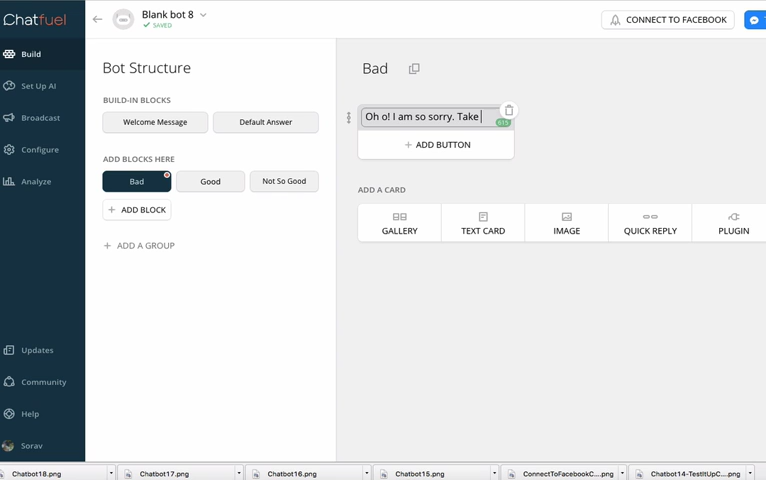 Chatfuel
Blank bot 8
SAVED
CONNECT TO FACEBOOK
Build
Set Up AI
Broadcast
Configure
Analyze
Updates
Community
Help
Sorav
Bot Structure
BUILD-IN BLOCKS
Welcome Message
Default Answer
ADD BLOCKS HERE
Bad
Good
Not So Good
+ ADD BLOCK
+ ADD A GROUP
Bad
Oh o! I am so sorry. Take
615
+ ADD BUTTON
ADD A CARD
GALLERY
TEXT CARD
IMAGE
QUICK REPLY
PLUGIN
Chatbot18.png
Chatbot17.png
Chatbot16.png
Chatbot15.png
ConnectToFacebookC....png
Chatbot14-TestItUpC....png